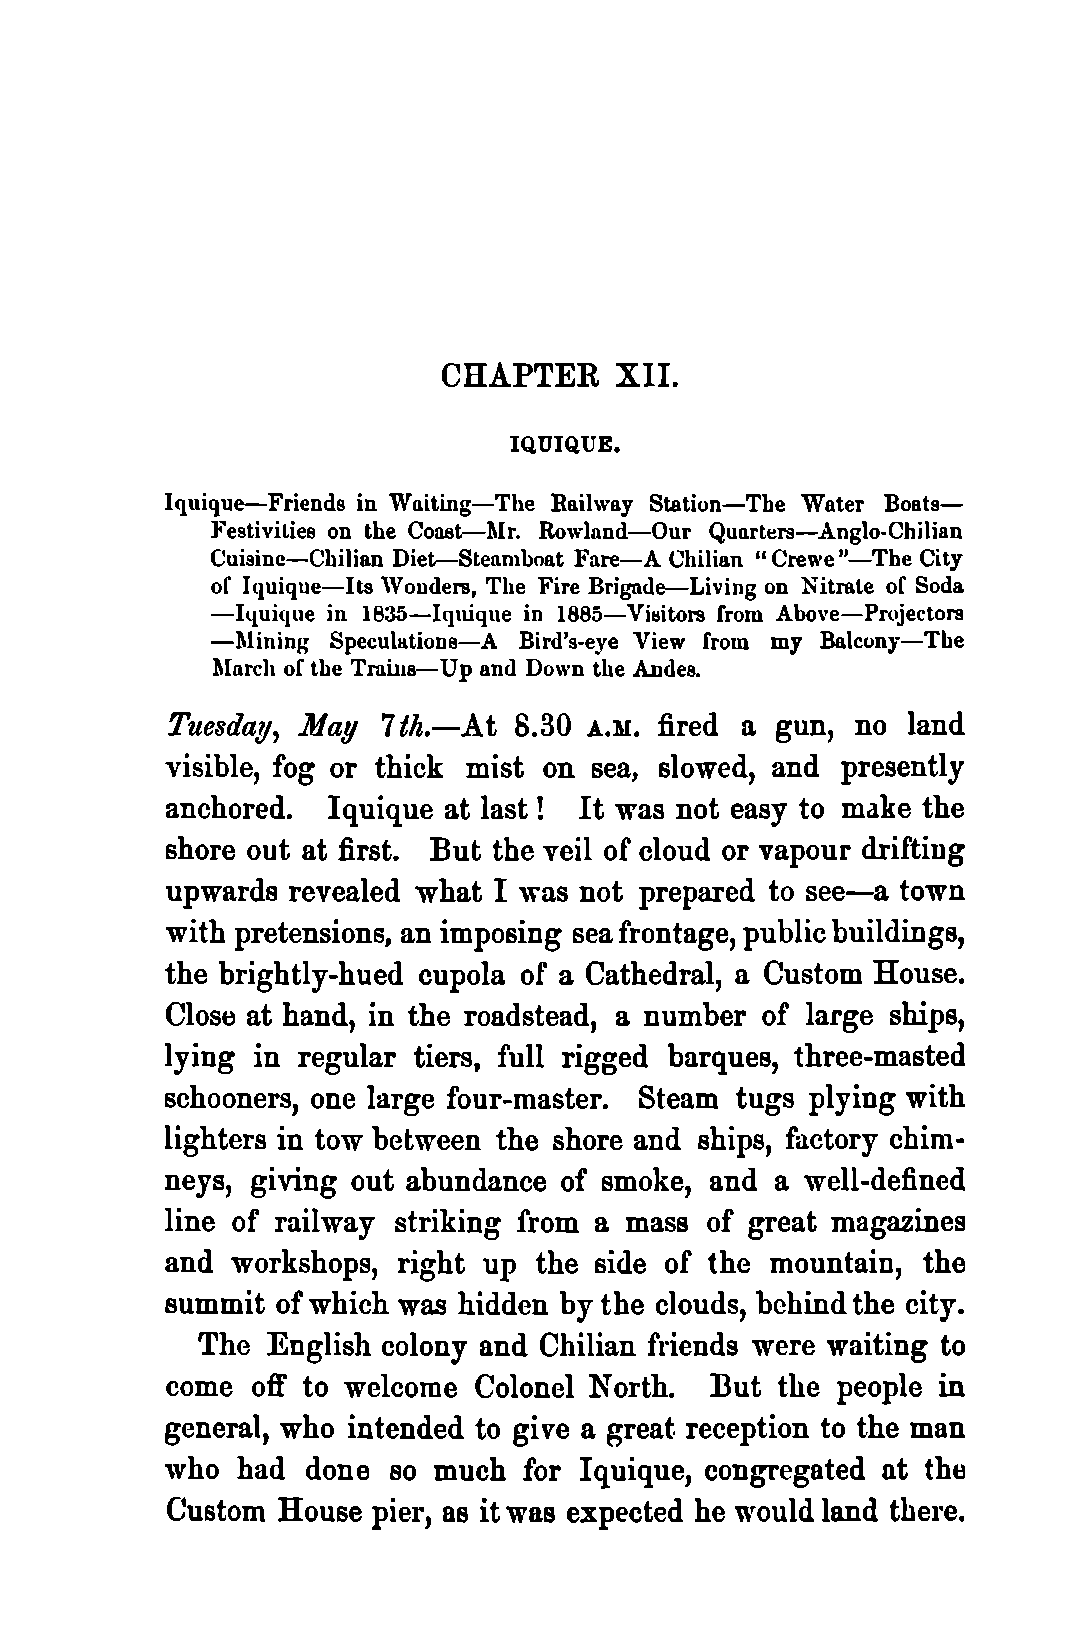 CHAPTER XII.
IQUIQUE.
Iquique—Friends in Waiting—The Railway Station—The Water Boats—
Festivities on the Coast—Mr. Rowland—Our Quarters—Anglo-Chilian
Cuisine—Chilian Diet—Steamboat Fare—A Chilian "Crewe"—The City
of Iquique—Its Wonders, The Fire Brigade—Living on Nitrate of Soda
—Iquique in 1835—Iquique in 1885—Visitors from Above—Projectors
—Mining Speculations—A Bird's-eye View from my Balcony—The
March of the Trains—Up and Down the Andes.
Tuesday, May 7th.—At 8.30 A.M. fired a gun, no land
visible, fog or thick mist on sea, slowed, and presently
anchored. Iquique at last! It was not easy to make the
shore out at first. But the veil of cloud or vapour drifting
upwards revealed what I was not prepared to see—a town
with pretensions, an imposing sea frontage, public buildings,
the brightly-hued cupola of a Cathedral, a Custom House.
Close at hand, in the roadstead, a number of large ships,
lying in regular tiers, full rigged barques, three-masted
schooners, one large four-master. Steam tugs plying with
lighters in tow between the shore and ships, factory chim-
neys, giving out abundance of smoke, and a well-defined
line of railway striking from a mass of great magazines
and workshops, right up the side of the mountain, the
summit of which was hidden by the clouds, behind the city.
The English colony and Chilian friends were waiting to
come off to welcome Colonel North. But the people in
general, who intended to give a great reception to the man
who had done so much for Iquique, congregated at the
Custom House pier, as it was expected he would land there.